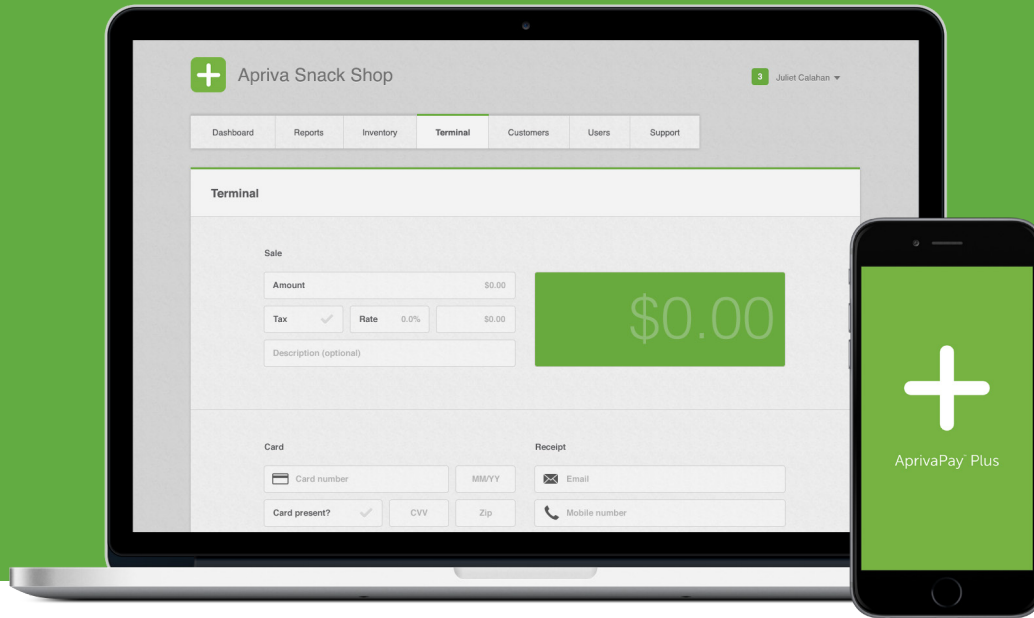 Apriva Snack Shop
3 Juliet Calahan
Dashboard Reports Inventory Terminal Customers Users Support
Terminal
Sale
Amount $0.00
Tax Rate 0.0% $0.00
Description (optional)
$0.00
Card
Card number MM/YY
Card present? CVV Zip
Receipt
Email
Mobile number
AprivaPay™ Plus